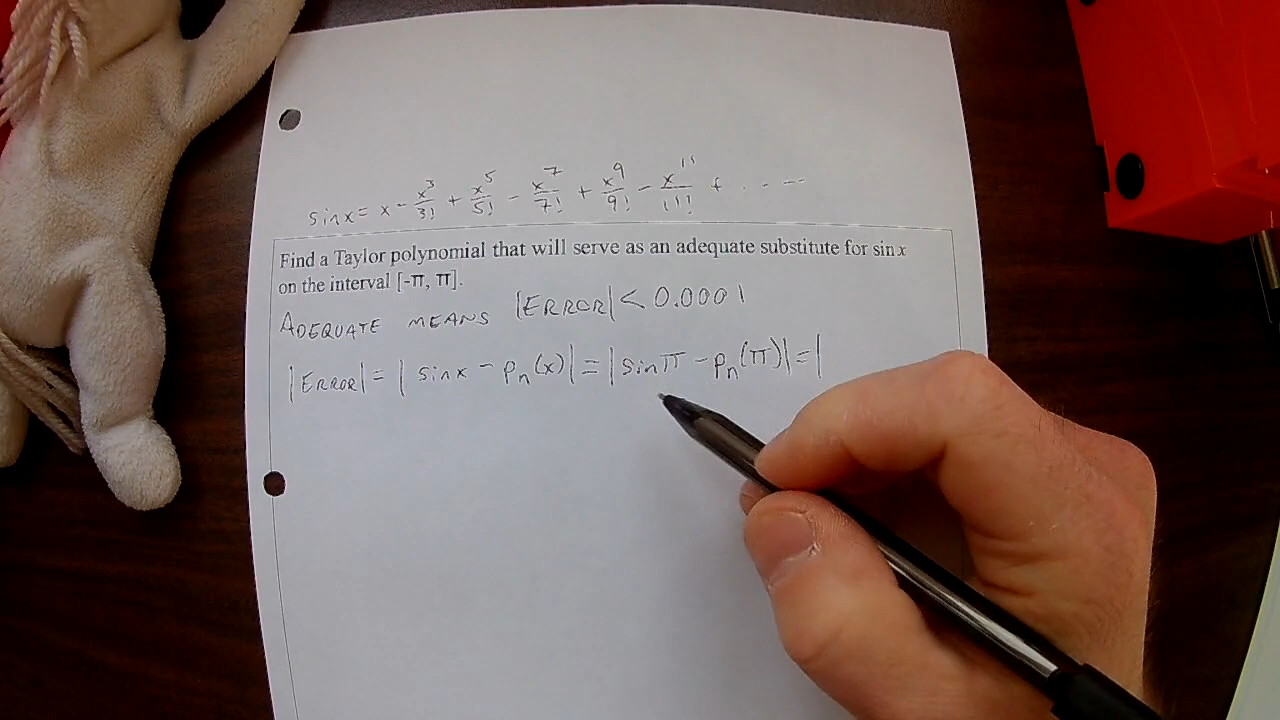 sinx = x - x³/3! + x⁵/5! - x⁷/7! + x⁹/9! - x¹¹/11! + . . - --
Find a Taylor polynomial that will serve as an adequate substitute for sin x
on the interval [-π, π].
ADEQUATE MEANS |ERROR| < 0.0001
|ERROR| = | sinx - pₙ(x)| = |sinπ - pₙ(π)| = |